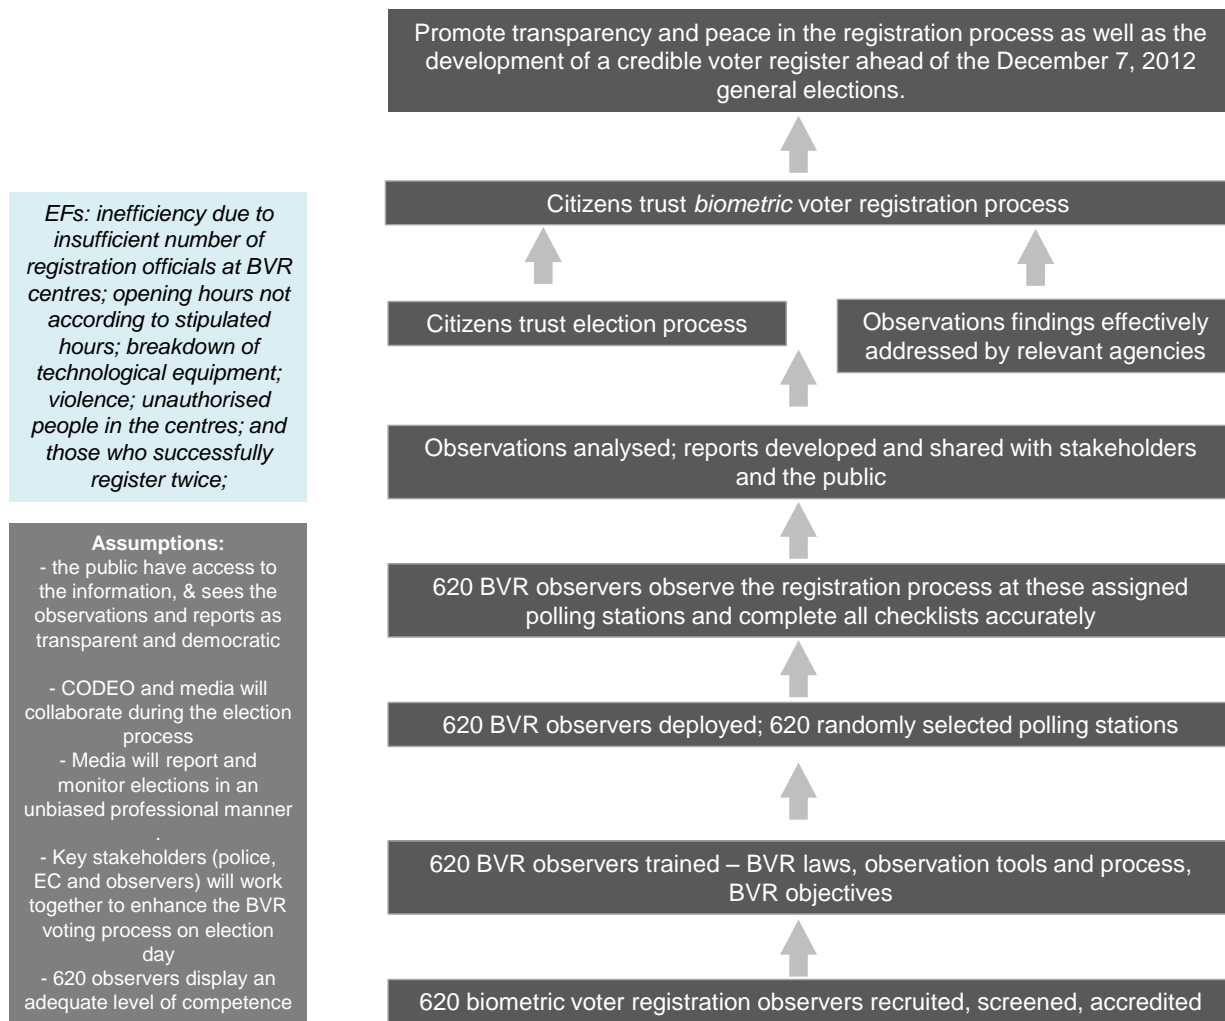 Promote transparency and peace in the registration process as well as the
development of a credible voter register ahead of the December 7, 2012
general elections.
Citizens trust biometric voter registration process
Citizens trust election process
Observations findings effectively
addressed by relevant agencies
Observations analysed; reports developed and shared with stakeholders
and the public
620 BVR observers observe the registration process at these assigned
polling stations and complete all checklists accurately
620 BVR observers deployed; 620 randomly selected polling stations
620 BVR observers trained – BVR laws, observation tools and process,
BVR objectives
620 biometric voter registration observers recruited, screened, accredited
EFs: inefficiency due to
insufficient number of
registration officials at BVR
centres; opening hours not
according to stipulated
hours; breakdown of
technological equipment;
violence; unauthorised
people in the centres; and
those who successfully
register twice;
Assumptions:
- the public have access to
the information, & sees the
observations and reports as
transparent and democratic
- CODEO and media will
collaborate during the election
process
- Media will report and
monitor elections in an
unbiased professional manner
.
- Key stakeholders (police,
EC and observers) will work
together to enhance the BVR
voting process on election
day
- 620 observers display an
adequate level of competence